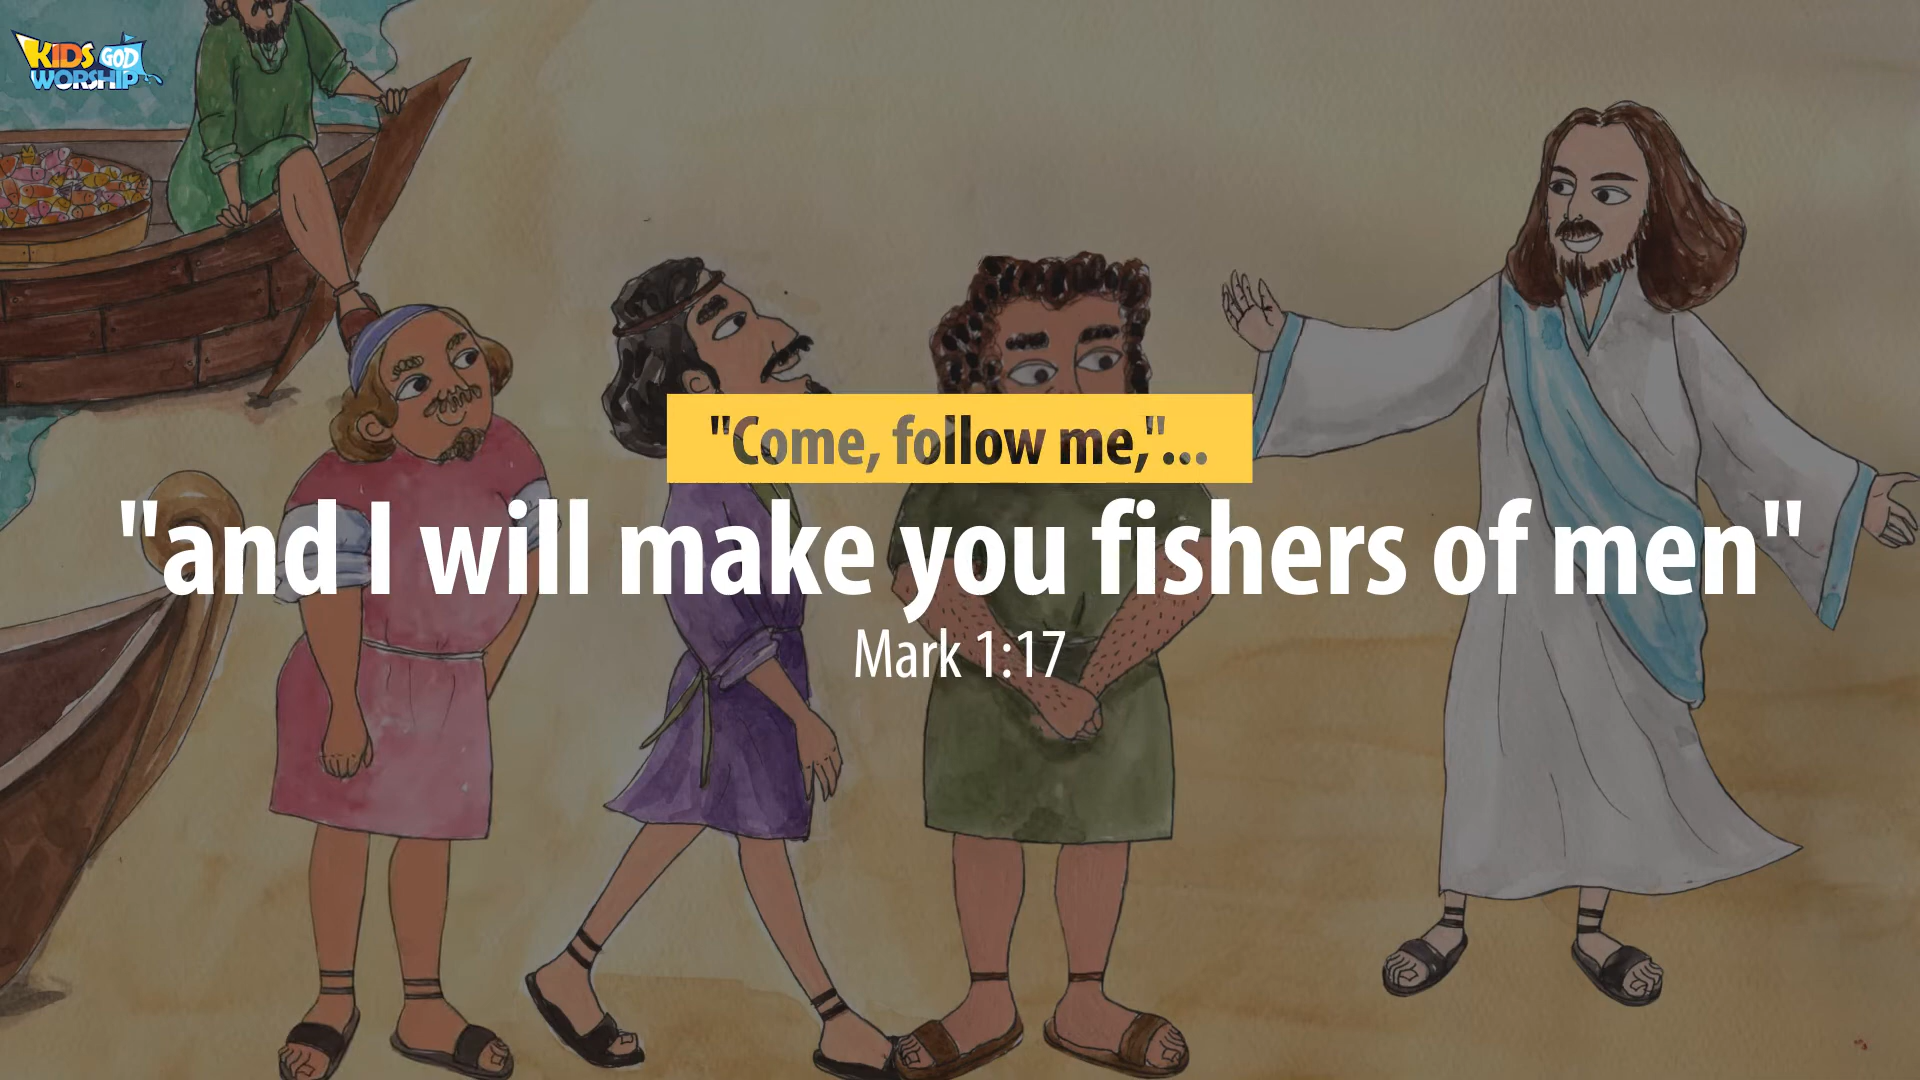 KIDS GOD
WORSHIP
"Come, follow me,"...
"and I will make you fishers of men"
Mark 1:17